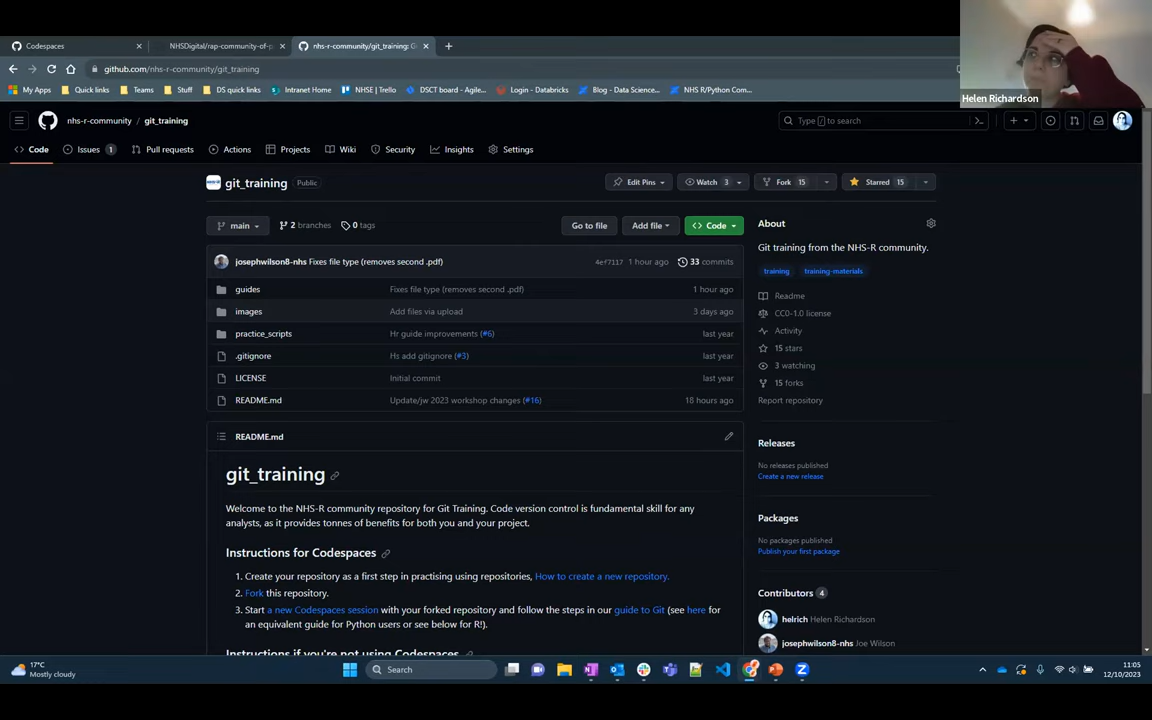 Codespaces
NHSDigital/rap-community-of-p
nhs-r-community/git_training: G
github.com/nhs-r-community/git_training
My Apps Quick links Teams Stuff DS quick links Intranet Home NHSE | Trello DSCT board - Agile... Login - Databricks Blog - Data Science... NHS R/Python Com...
Helen Richardson
nhs-r-community / git_training
Type / to search
Code Issues 1 Pull requests Actions Projects Wiki Security Insights Settings
git_training Public
Edit Pins Watch 3 Fork 15 Starred 15
main 2 branches 0 tags Go to file Add file Code
josephwilson8-nhs Fixes file type (removes second .pdf) 4ef7117 1 hour ago 33 commits
guides Fixes file type (removes second .pdf) 1 hour ago
images Add files via upload 3 days ago
practice_scripts Hr guide improvements (#6) last year
.gitignore Hs add gitignore (#3) last year
LICENSE Initial commit last year
README.md Update/jw 2023 workshop changes (#16) 18 hours ago
README.md
git_training
Welcome to the NHS-R community repository for Git Training. Code version control is fundamental skill for any
analysts, as it provides tonnes of benefits for both you and your project.
Instructions for Codespaces
1. Create your repository as a first step in practising using repositories, How to create a new repository.
2. Fork this repository.
3. Start a new Codespaces session with your forked repository and follow the steps in our guide to Git (see here for
an equivalent guide for Python users or see below for R!).
Instructions if you're not using Codespaces
About
Git training from the NHS-R community.
training training-materials
Readme
CC0-1.0 license
Activity
15 stars
3 watching
15 forks
Report repository
Releases
No releases published
Create a new release
Packages
No packages published
Publish your first package
Contributors 4
helrich Helen Richardson
josephwilson8-nhs Joe Wilson
17°C
Mostly cloudy
Search
11:05
12/10/2023